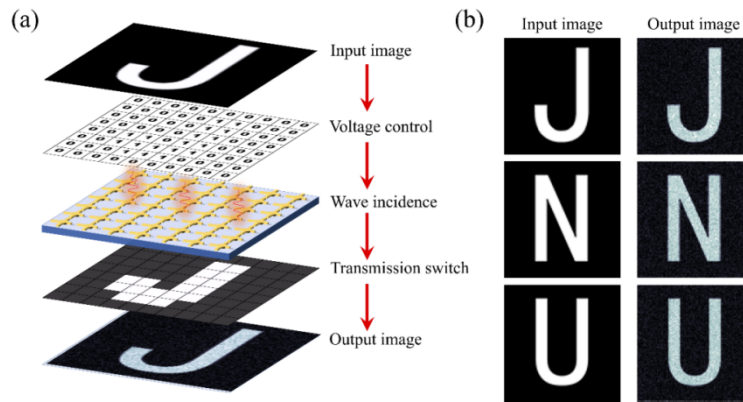 (a)
Input image
Voltage control
Wave incidence
Transmission switch
Output image
(b)
Input image Output image
J
N
U